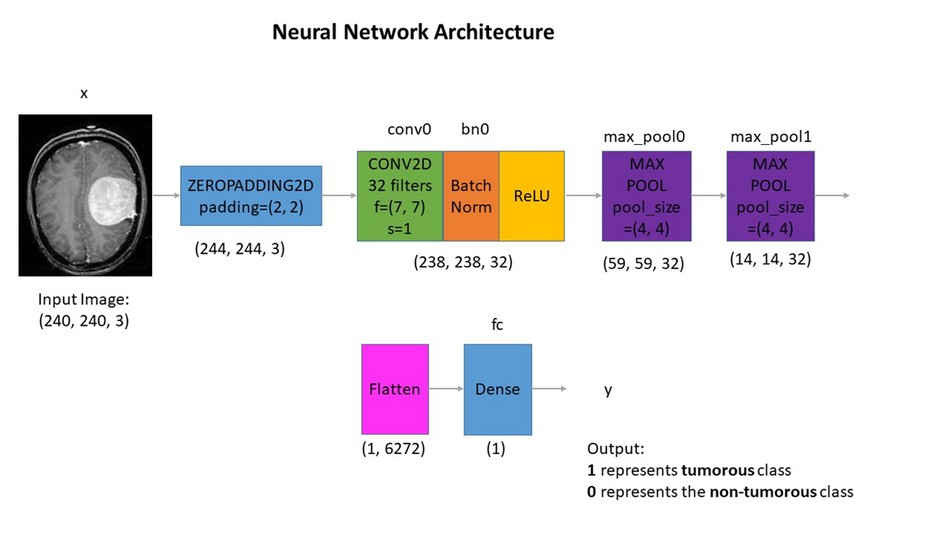 Neural Network Architecture
x
Input Image:
(240, 240, 3)
ZEROPADDING2D
padding=(2, 2)
(244, 244, 3)
conv0
bn0
CONV2D
32 filters
f=(7, 7)
s=1
Batch
Norm
ReLU
(238, 238, 32)
max_pool0
MAX
POOL
pool_size
=(4, 4)
(59, 59, 32)
max_pool1
MAX
POOL
pool_size
=(4, 4)
(14, 14, 32)
Flatten
(1, 6272)
fc
Dense
(1)
y
Output:
1 represents tumorous class
0 represents the non-tumorous class